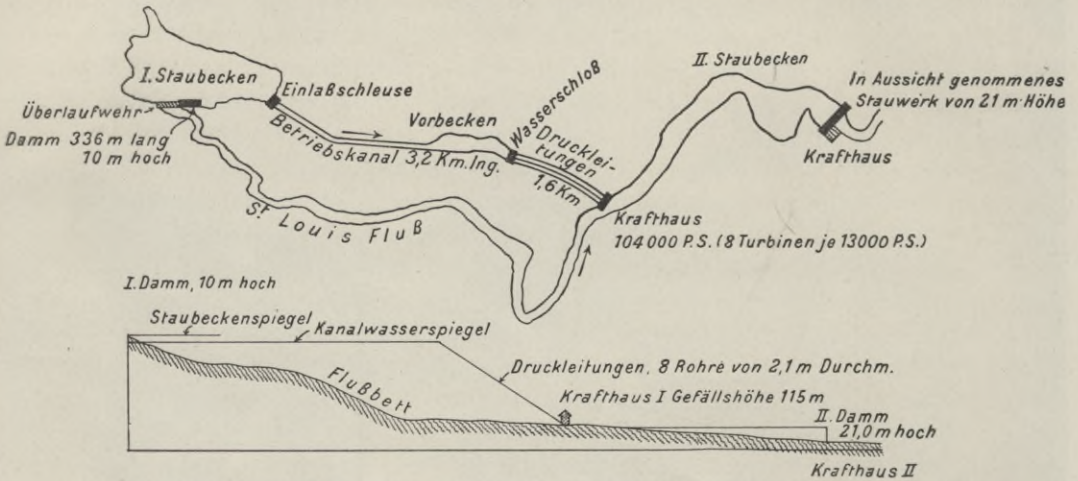 I. Staubecken
Einlaßschleuse
Überlaufwehr
Damm 336 m lang
10 m hoch
Betriebskanal 3,2 Km. lng.
Vorbecken
Wasserschloß
Drucklei-
tungen
1,6 Km
II. Staubecken
In Aussicht genommenes
Stauwerk von 21 m Höhe
Krafthaus
St. Louis Fluß
Krafthaus
104000 P.S. (8 Turbinen je 13000 P.S.)
I. Damm, 10 m hoch
Staubeckenspiegel
Kanalwasserspiegel
Druckleitungen, 8 Rohre von 2,1 m Durchm.
Flußbett
Krafthaus I Gefällshöhe 115 m
II. Damm
21,0 m hoch
Krafthaus II